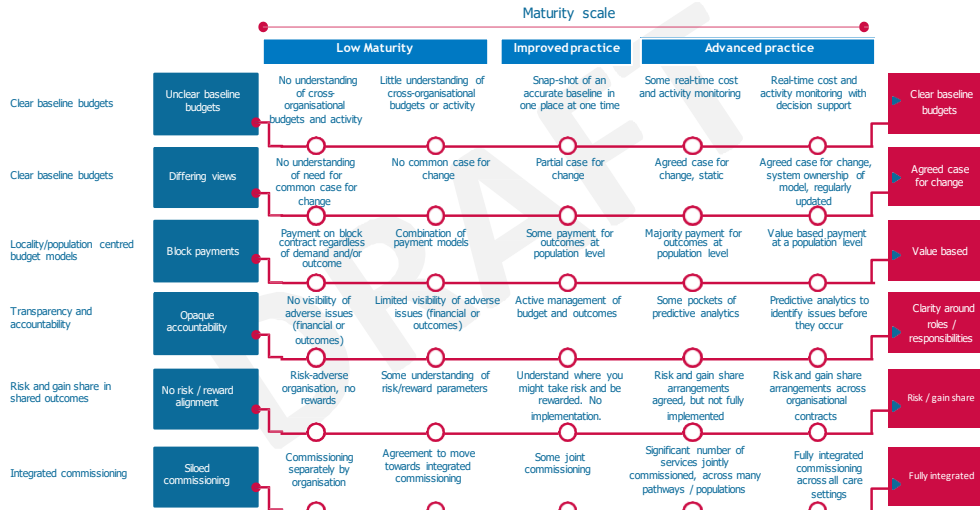 Maturity scale
Low Maturity
Improved practice
Advanced practice
Clear baseline budgets
Unclear baseline
budgets
No understanding
of cross-
organisational
budgets and activity
Little understanding of
cross-organisational
budgets or activity
Snap-shot of an
accurate baseline in
one place at one time
Some real-time cost
and activity monitoring
Real-time cost and
activity monitoring with
decision support
Clear baseline
budgets
Clear baseline budgets
Differing views
No understanding
of need for
common case for
change
No common case for
change
Partial case for
change
Agreed case for
change, static
Agreed case for change,
system ownership of
model, regularly
updated
Agreed case
for change
Locality/population centred
budget models
Block payments
Payment on block
contract regardless
of demand and/or
outcome
Combination of
payment models
Some payment for
outcomes at
population level
Majority payment for
outcomes at
population level
Value based payment
at a population level
Value based
Transparency and
accountability
Opaque
accountability
No visibility of
adverse issues
(financial or
outcomes)
Limited visibility of adverse
issues (financial or
outcomes)
Active management of
budget and outcomes
Some pockets of
predictive analytics
Predictive analytics to
identify issues before
they occur
Clarity around
roles /
responsibilities
Risk and gain share in
shared outcomes
No risk / reward
alignment
Risk-adverse
organisation, no
rewards
Some understanding of
risk/reward parameters
Understand where you
might take risk and be
rewarded. No
implementation.
Risk and gain share
arrangements
agreed, but not fully
implemented
Risk and gain share
arrangements across
organisational
contracts
Risk / gain share
Integrated commissioning
Siloed
commissioning
Commissioning
separately by
organisation
Agreement to move
towards integrated
commissioning
Some joint
commissioning
Significant number of
services jointly
commissioned, across many
pathways / populations
Fully integrated
commissioning
across all care
settings
Fully integrated
DRAFT